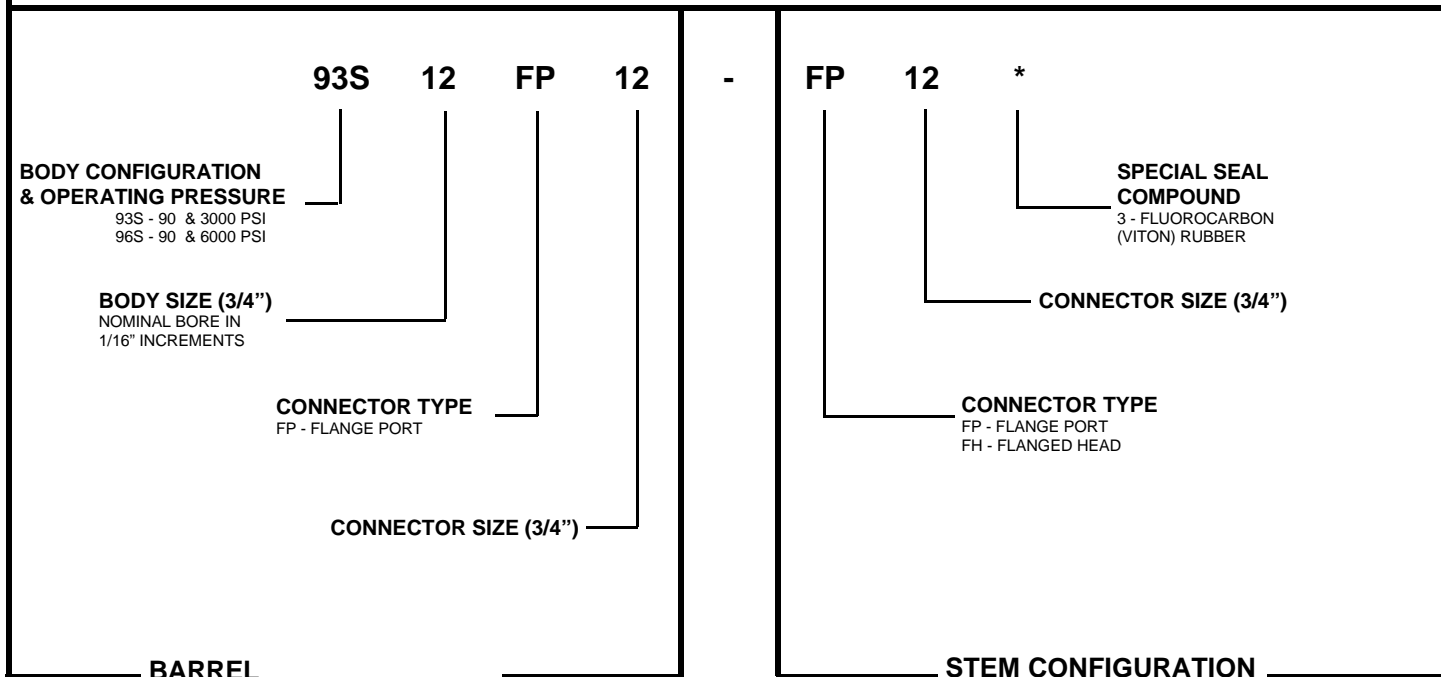 93S 12 FP 12 - FP 12 *
BODY CONFIGURATION
& OPERATING PRESSURE
93S - 90 & 3000 PSI
96S - 90 & 6000 PSI
SPECIAL SEAL
COMPOUND
3 - FLUOROCARBON
(VITON) RUBBER
BODY SIZE (3/4”)
NOMINAL BORE IN
1/16” INCREMENTS
CONNECTOR SIZE (3/4”)
CONNECTOR TYPE
FP - FLANGE PORT
CONNECTOR TYPE
FP - FLANGE PORT
FH - FLANGED HEAD
CONNECTOR SIZE (3/4”)
BARREL
STEM CONFIGURATION